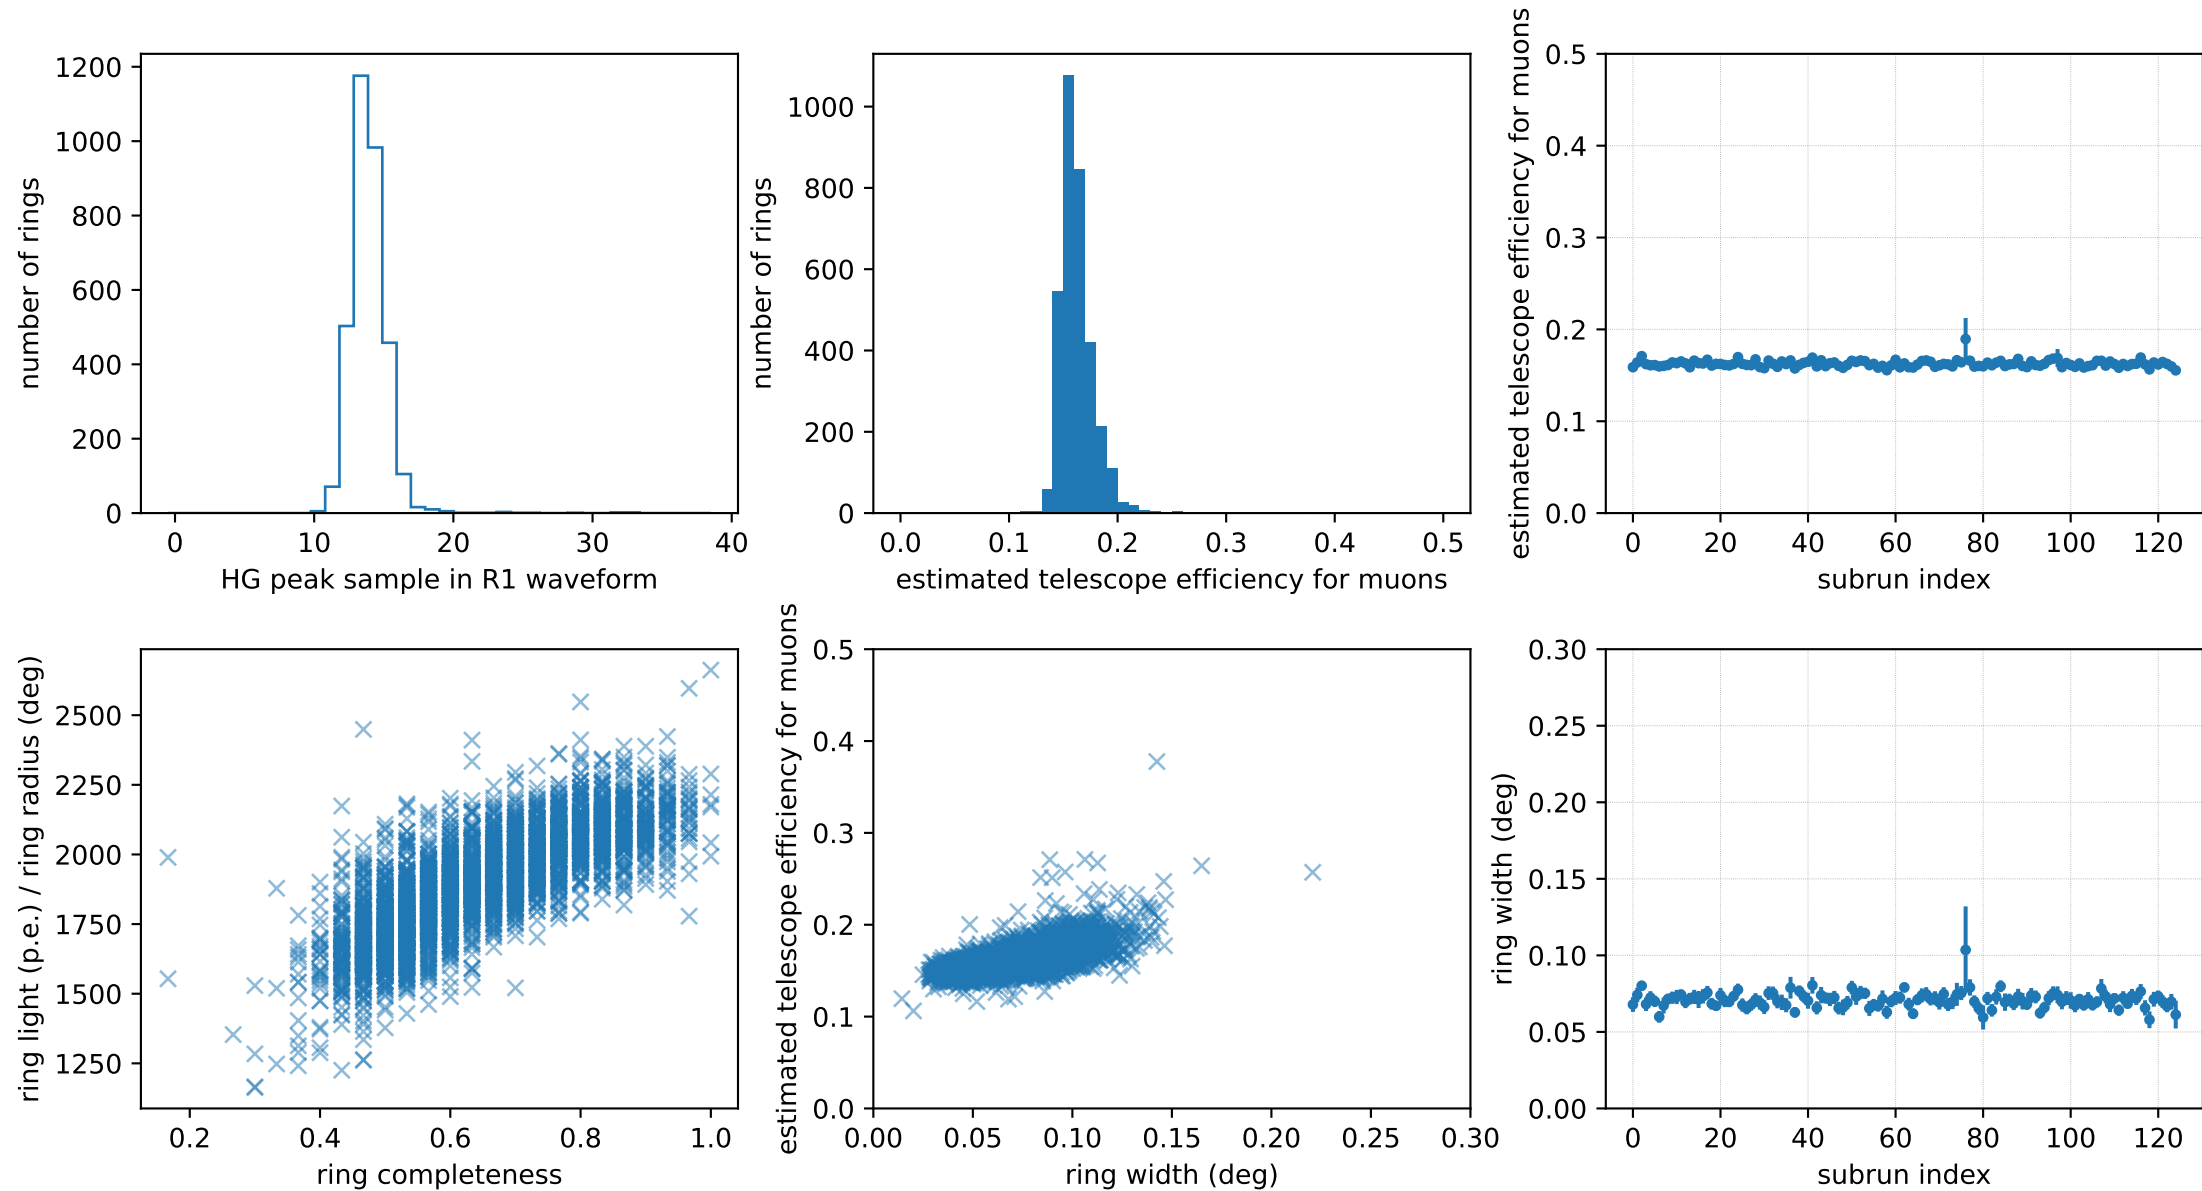 1200
1000
800
600
400
200
0
number of rings
0 10 20 30 40
HG peak sample in R1 waveform
1000
800
600
400
200
0
number of rings
0.0 0.1 0.2 0.3 0.4 0.5
estimated telescope efficiency for muons
0.5
0.4
0.3
0.2
0.1
0.0
estimated telescope efficiency for muons
0 20 40 60 80 100 120
subrun index
2500
2250
2000
1750
1500
1250
ring light (p.e.) / ring radius (deg)
0.2 0.4 0.6 0.8 1.0
ring completeness
0.5
0.4
0.3
0.2
0.1
0.0
estimated telescope efficiency for muons
0.00 0.05 0.10 0.15 0.20 0.25 0.30
ring width (deg)
0.30
0.25
0.20
0.15
0.10
0.05
0.00
ring width (deg)
0 20 40 60 80 100 120
subrun index